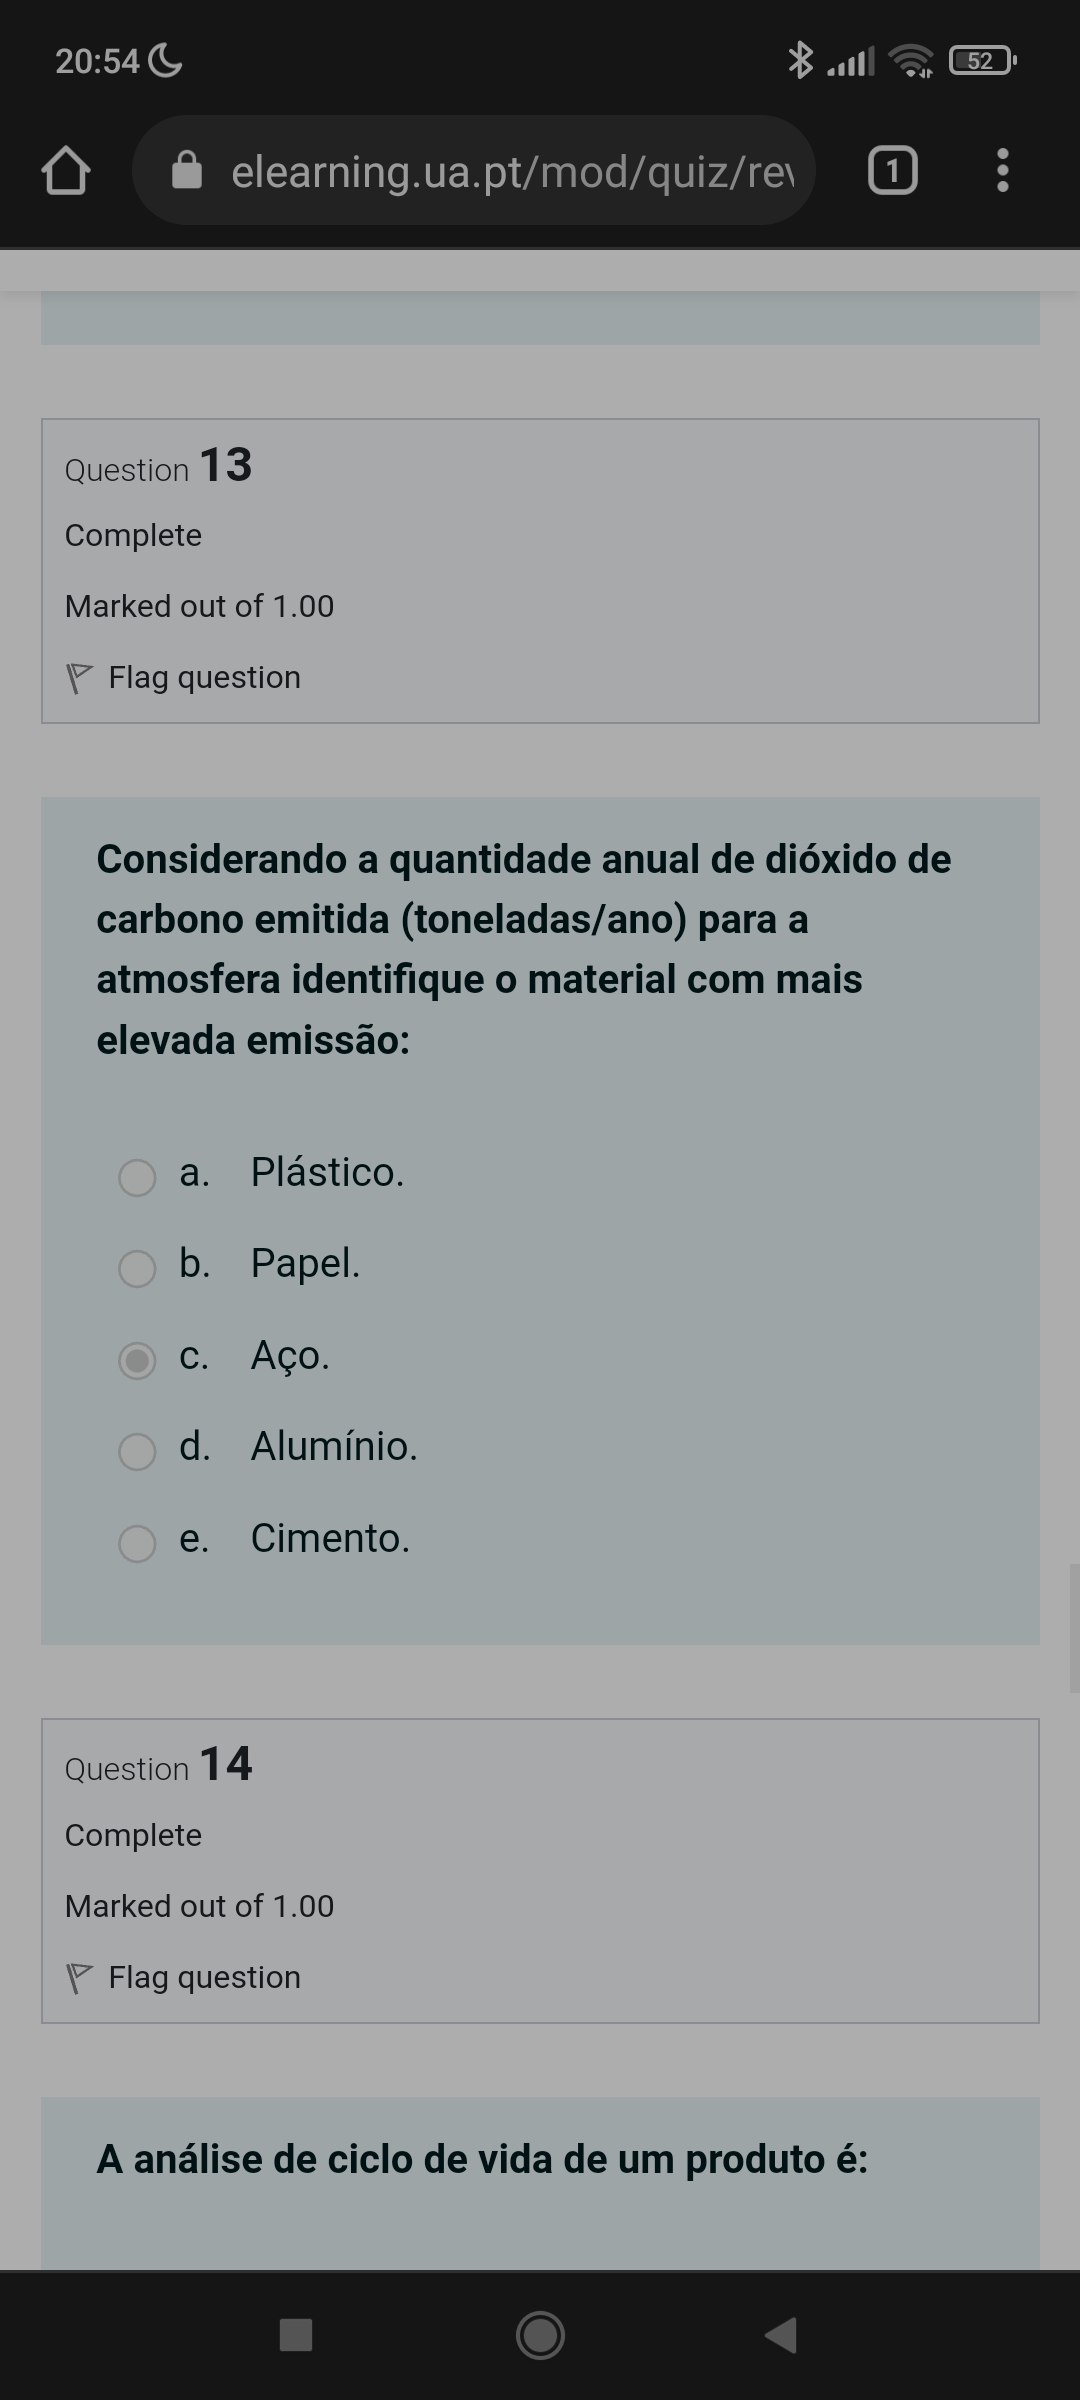 20:54
52
elearning.ua.pt/mod/quiz/rev
1
Question 13
Complete
Marked out of 1.00
Flag question
Considerando a quantidade anual de dióxido de
carbono emitida (toneladas/ano) para a
atmosfera identifique o material com mais
elevada emissão:
a. Plástico.
b. Papel.
c. Aço.
d. Alumínio.
e. Cimento.
Question 14
Complete
Marked out of 1.00
Flag question
A análise de ciclo de vida de um produto é: